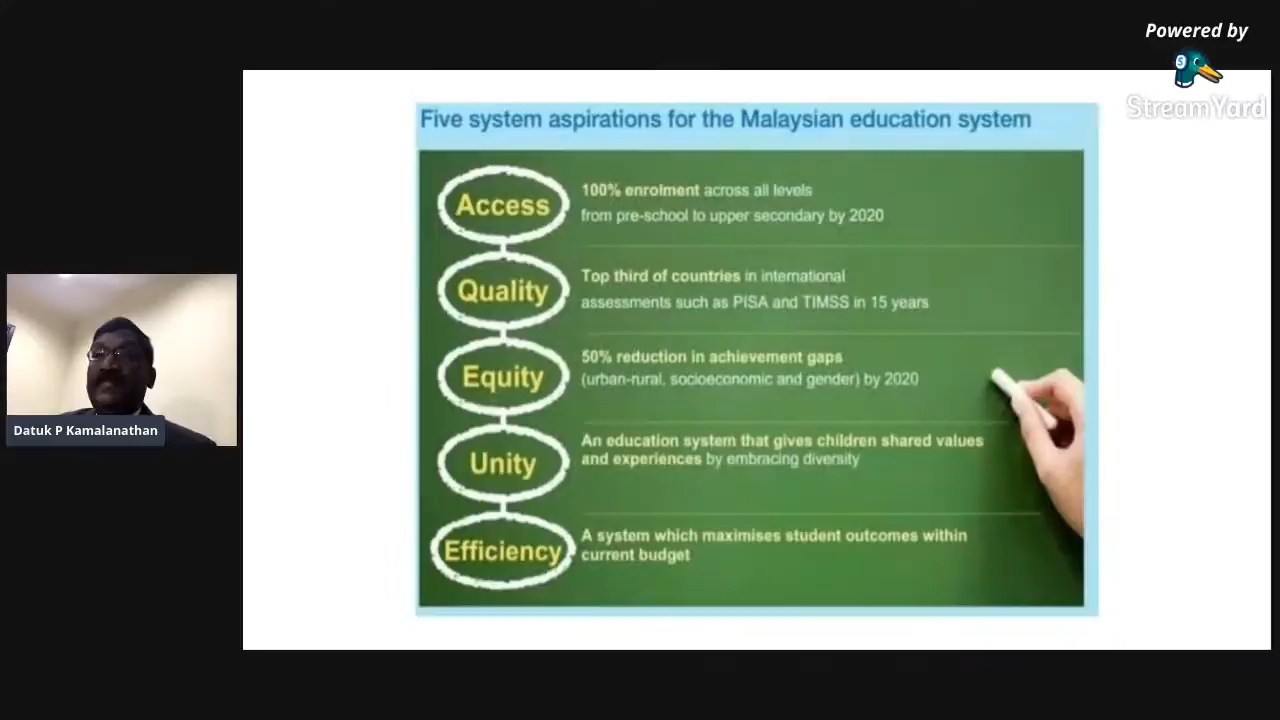 Powered by
StreamYard
Five system aspirations for the Malaysian education system
Access
100% enrolment across all levels
from pre-school to upper secondary by 2020
Quality
Top third of countries in international
assessments such as PISA and TIMSS in 15 years
Equity
50% reduction in achievement gaps
(urban-rural, socioeconomic and gender) by 2020
Unity
An education system that gives children shared values
and experiences by embracing diversity
Efficiency
A system which maximises student outcomes within
current budget
Datuk P Kamalanathan